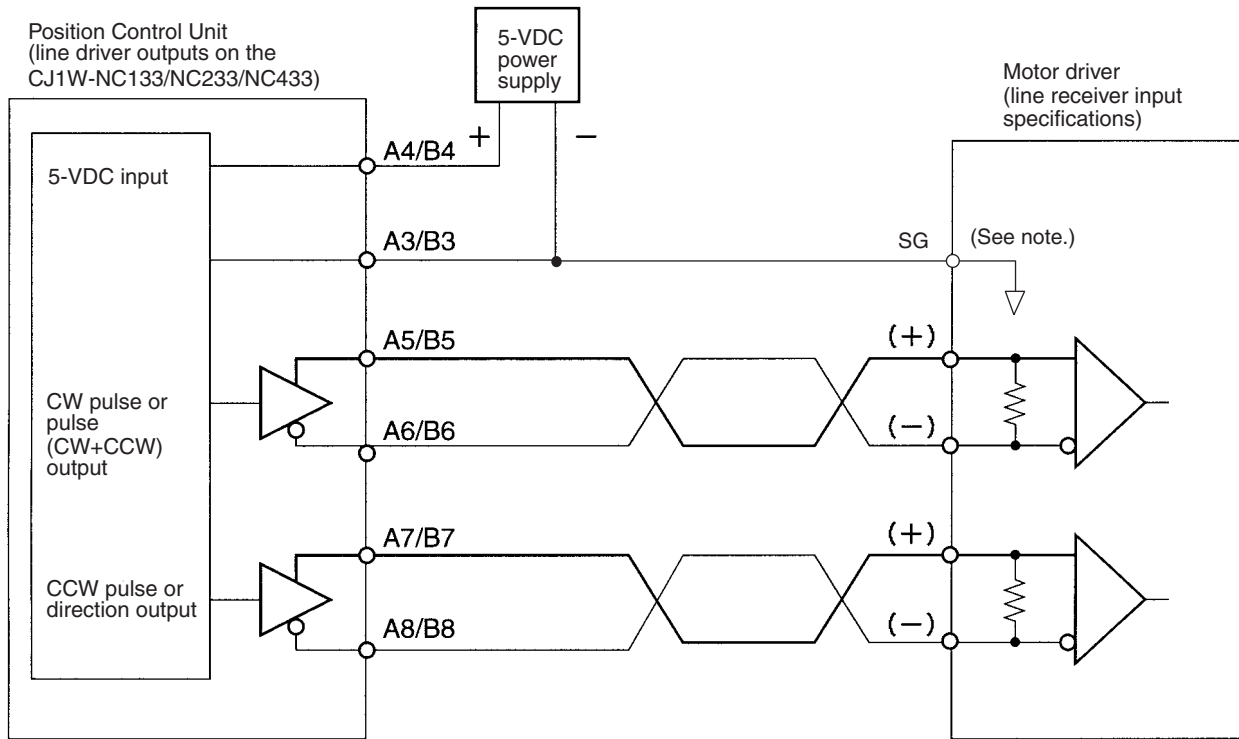 Position Control Unit
(line driver outputs on the
CJ1W-NC133/NC233/NC433)
5-VDC
power
supply
Motor driver
(line receiver input
specifications)
+
−
A4/B4
5-VDC input
A3/B3
SG
(See note.)
A5/B5
(+)
CW pulse or
pulse
(CW+CCW)
output
A6/B6
(−)
A7/B7
(+)
CCW pulse or
direction output
A8/B8
(−)